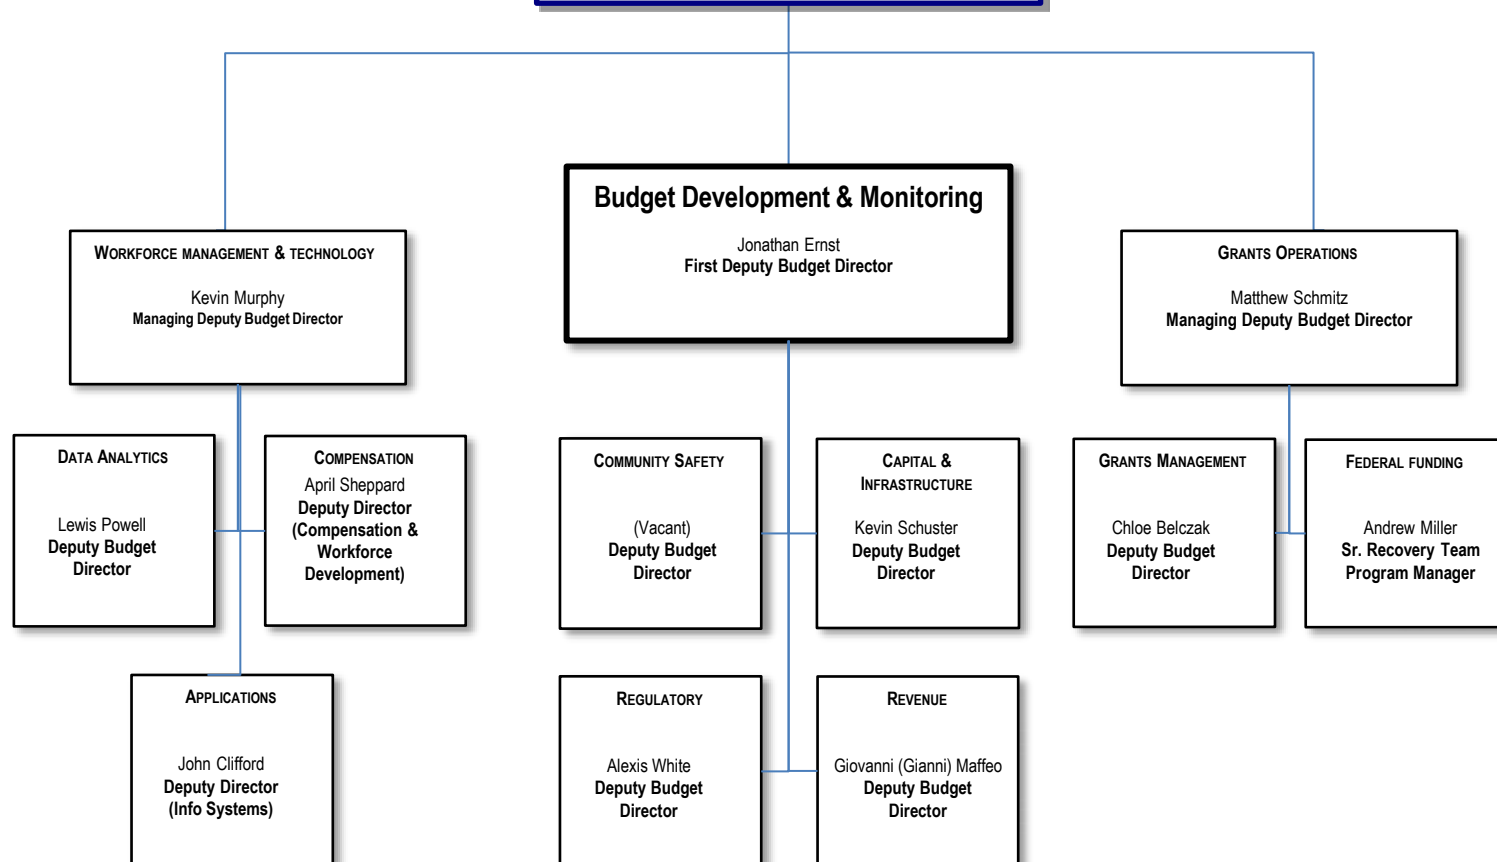 Budget Development & Monitoring
Jonathan Ernst
First Deputy Budget Director
WORKFORCE MANAGEMENT & TECHNOLOGY
Kevin Murphy
Managing Deputy Budget Director
GRANTS OPERATIONS
Matthew Schmitz
Managing Deputy Budget Director
DATA ANALYTICS
Lewis Powell
Deputy Budget
Director
COMPENSATION
April Sheppard
Deputy Director
(Compensation &
Workforce
Development)
COMMUNITY SAFETY
(Vacant)
Deputy Budget
Director
CAPITAL &
INFRASTRUCTURE
Kevin Schuster
Deputy Budget
Director
GRANTS MANAGEMENT
Chloe Belczak
Deputy Budget
Director
FEDERAL FUNDING
Andrew Miller
Sr. Recovery Team
Program Manager
APPLICATIONS
John Clifford
Deputy Director
(Info Systems)
REGULATORY
Alexis White
Deputy Budget
Director
REVENUE
Giovanni (Gianni) Maffeo
Deputy Budget
Director